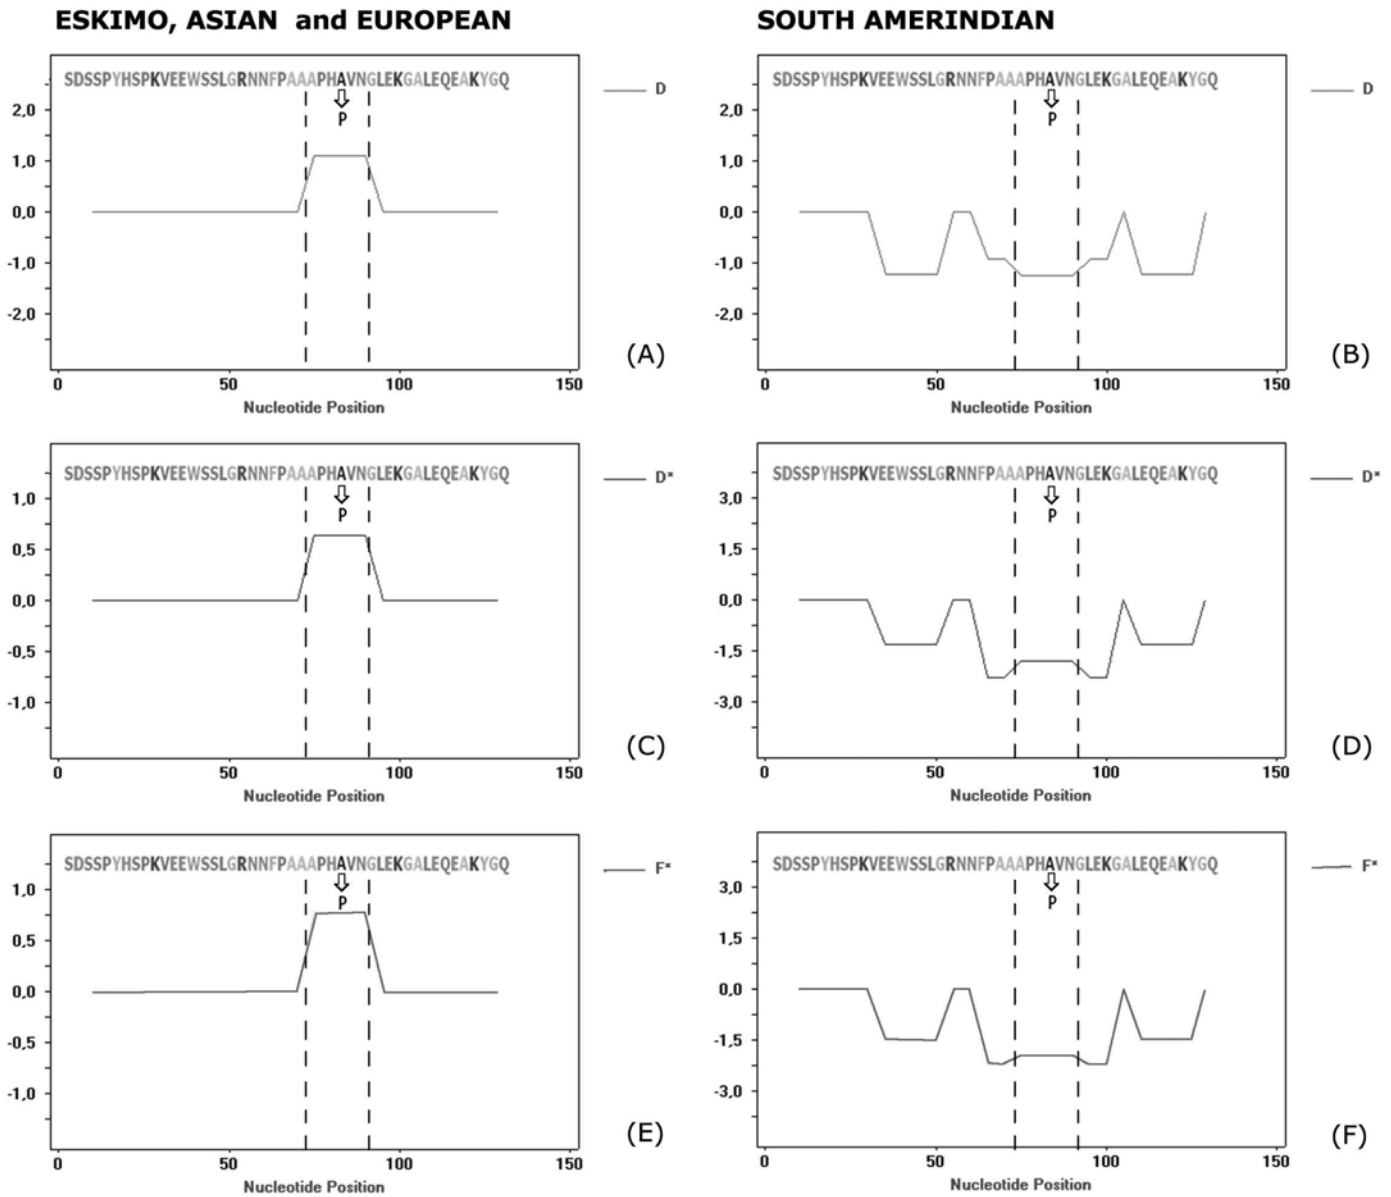 ESKIMO, ASIAN and EUROPEAN
SOUTH AMERINDIAN
SDSSPYHSPKVEEWSSLGRNNFPAAAPHAVNGLEKGALEQEAKYGQ
P
D
2,0
1,0
0,0
-1,0
-2,0
0 50 100 150
Nucleotide Position
(A)
SDSSPYHSPKVEEWSSLGRNNFPAAAPHAVNGLEKGALEQEAKYGQ
P
D
2,0
1,0
0,0
-1,0
-2,0
0 50 100 150
Nucleotide Position
(B)
SDSSPYHSPKVEEWSSLGRNNFPAAAPHAVNGLEKGALEQEAKYGQ
P
D*
1,0
0,5
0,0
-0,5
-1,0
0 50 100 150
Nucleotide Position
(C)
SDSSPYHSPKVEEWSSLGRNNFPAAAPHAVNGLEKGALEQEAKYGQ
P
D*
3,0
1,5
0,0
-1,5
-3,0
0 50 100 150
Nucleotide Position
(D)
SDSSPYHSPKVEEWSSLGRNNFPAAAPHAVNGLEKGALEQEAKYGQ
P
F*
1,0
0,5
0,0
-0,5
-1,0
0 50 100 150
Nucleotide Position
(E)
SDSSPYHSPKVEEWSSLGRNNFPAAAPHAVNGLEKGALEQEAKYGQ
P
F*
3,0
1,5
0,0
-1,5
-3,0
0 50 100 150
Nucleotide Position
(F)